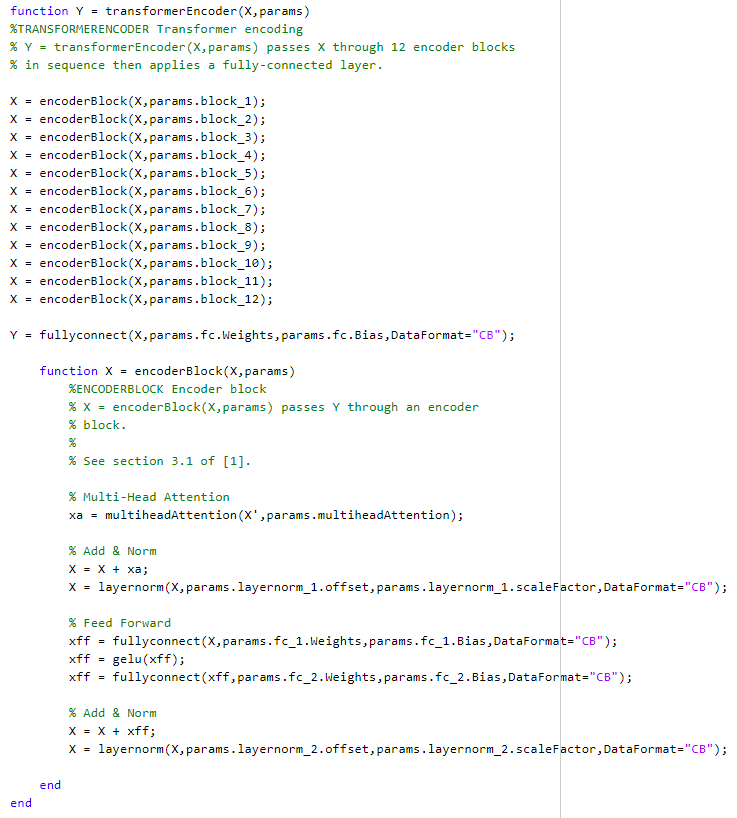 function Y = transformerEncoder(X,params)
%TRANSFORMERENCODER Transformer encoding
% Y = transformerEncoder(X,params) passes X through 12 encoder blocks
% in sequence then applies a fully-connected layer.
X = encoderBlock(X,params.block_1);
X = encoderBlock(X,params.block_2);
X = encoderBlock(X,params.block_3);
X = encoderBlock(X,params.block_4);
X = encoderBlock(X,params.block_5);
X = encoderBlock(X,params.block_6);
X = encoderBlock(X,params.block_7);
X = encoderBlock(X,params.block_8);
X = encoderBlock(X,params.block_9);
X = encoderBlock(X,params.block_10);
X = encoderBlock(X,params.block_11);
X = encoderBlock(X,params.block_12);
Y = fullyconnect(X,params.fc.Weights,params.fc.Bias,DataFormat="CB");
function X = encoderBlock(X,params)
%ENCODERBLOCK Encoder block
% X = encoderBlock(X,params) passes Y through an encoder
% block.
%
% See section 3.1 of [1].
% Multi-Head Attention
xa = multiheadAttention(X',params.multiheadAttention);
% Add & Norm
X = X + xa;
X = layernorm(X,params.layernorm_1.offset,params.layernorm_1.scaleFactor,DataFormat="CB");
% Feed Forward
xff = fullyconnect(X,params.fc_1.Weights,params.fc_1.Bias,DataFormat="CB");
xff = gelu(xff);
xff = fullyconnect(xff,params.fc_2.Weights,params.fc_2.Bias,DataFormat="CB");
% Add & Norm
X = X + xff;
X = layernorm(X,params.layernorm_2.offset,params.layernorm_2.scaleFactor,DataFormat="CB");
end
end